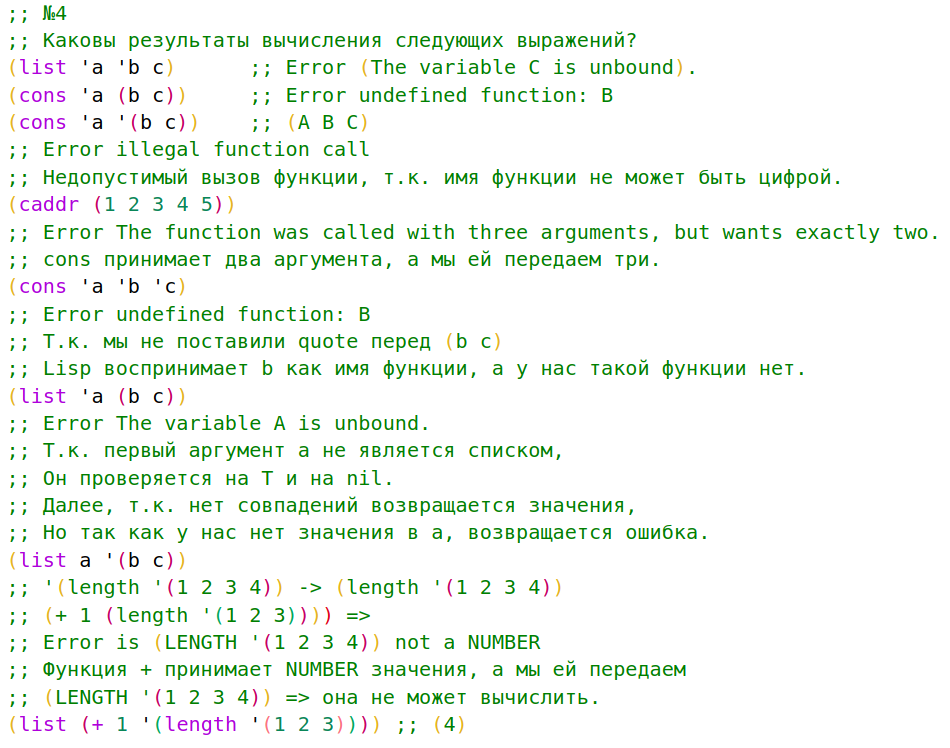 ;; №4
;; Каковы результаты вычисления следующих выражений?
(list 'a 'b c)      ;; Error (The variable C is unbound).
(cons 'a (b c))     ;; Error undefined function: B
(cons 'a '(b c))    ;; (A B C)
;; Error illegal function call
;; Недопустимый вызов функции, т.к. имя функции не может быть цифрой.
(caddr (1 2 3 4 5))
;; Error The function was called with three arguments, but wants exactly two.
;; cons принимает два аргумента, а мы ей передаем три.
(cons 'a 'b 'c)
;; Error undefined function: B
;; Т.к. мы не поставили quote перед (b c)
;; Lisp воспринимает b как имя функции, а у нас такой функции нет.
(list 'a (b c))
;; Error The variable A is unbound.
;; Т.к. первый аргумент а не является списком,
;; Он проверяется на T и на nil.
;; Далее, т.к. нет совпадений возвращается значения,
;; Но так как у нас нет значения в а, возвращается ошибка.
(list a '(b c))
;; '(length '(1 2 3 4)) -> (length '(1 2 3 4))
;; (+ 1 (length '(1 2 3)))) =>
;; Error is (LENGTH '(1 2 3 4)) not a NUMBER
;; Функция + принимает NUMBER значения, а мы ей передаем
;; (LENGTH '(1 2 3 4)) => она не может вычислить.
(list (+ 1 '(length '(1 2 3)))) ;; (4)